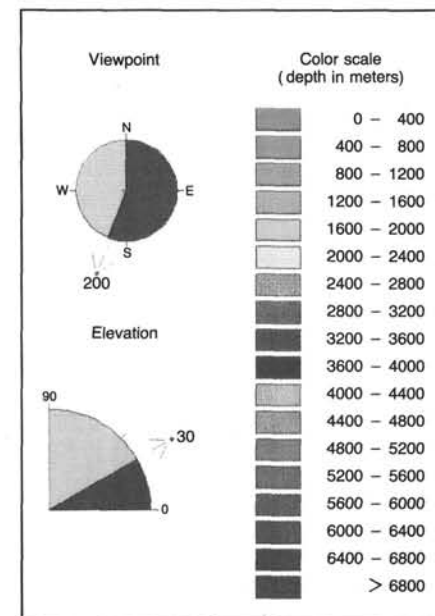 Viewpoint
N
W
E
S
200
Elevation
90
30
0
Color scale
(depth in meters)
0 – 400
400 – 800
800 – 1200
1200 – 1600
1600 – 2000
2000 – 2400
2400 – 2800
2800 – 3200
3200 – 3600
3600 – 4000
4000 – 4400
4400 – 4800
4800 – 5200
5200 – 5600
5600 – 6000
6000 – 6400
6400 – 6800
> 6800